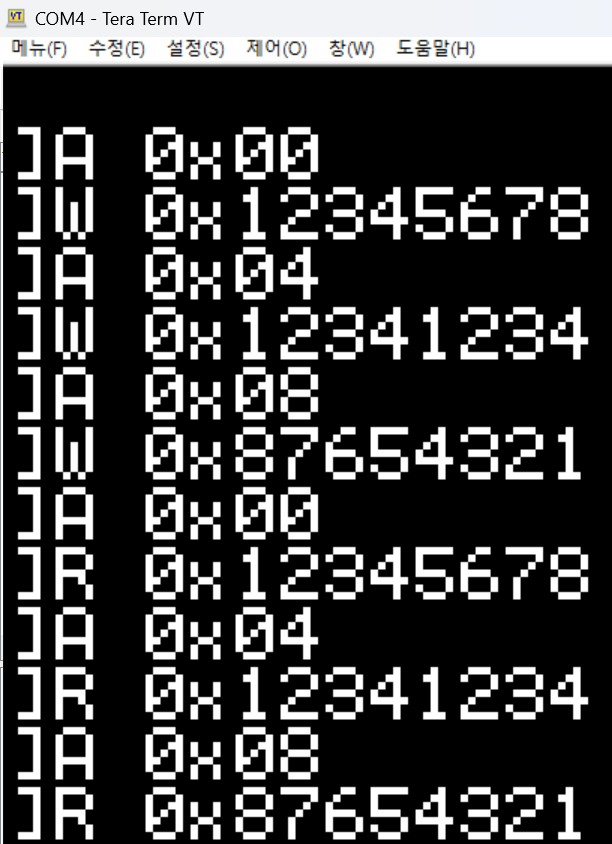 VT COM4 - Tera Term VT
메뉴(F) 수정(E) 설정(S) 제어(O) 창(W) 도움말(H)
]A 0x00
]W 0x12345678
]A 0x04
]W 0x12341234
]A 0x08
]W 0x87654321
]A 0x00
]R 0x12345678
]A 0x04
]R 0x12341234
]A 0x08
]R 0x87654321